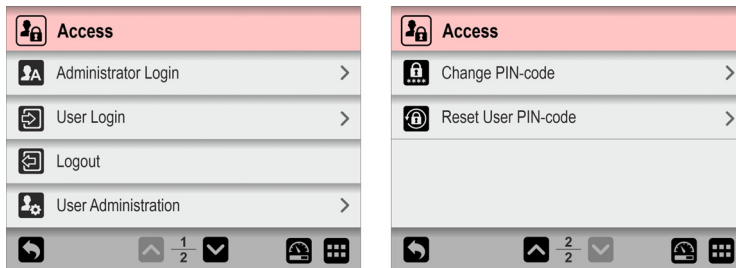 Access
Administrator Login
User Login
Logout
User Administration
1
2
Access
Change PIN-code
Reset User PIN-code
2
2